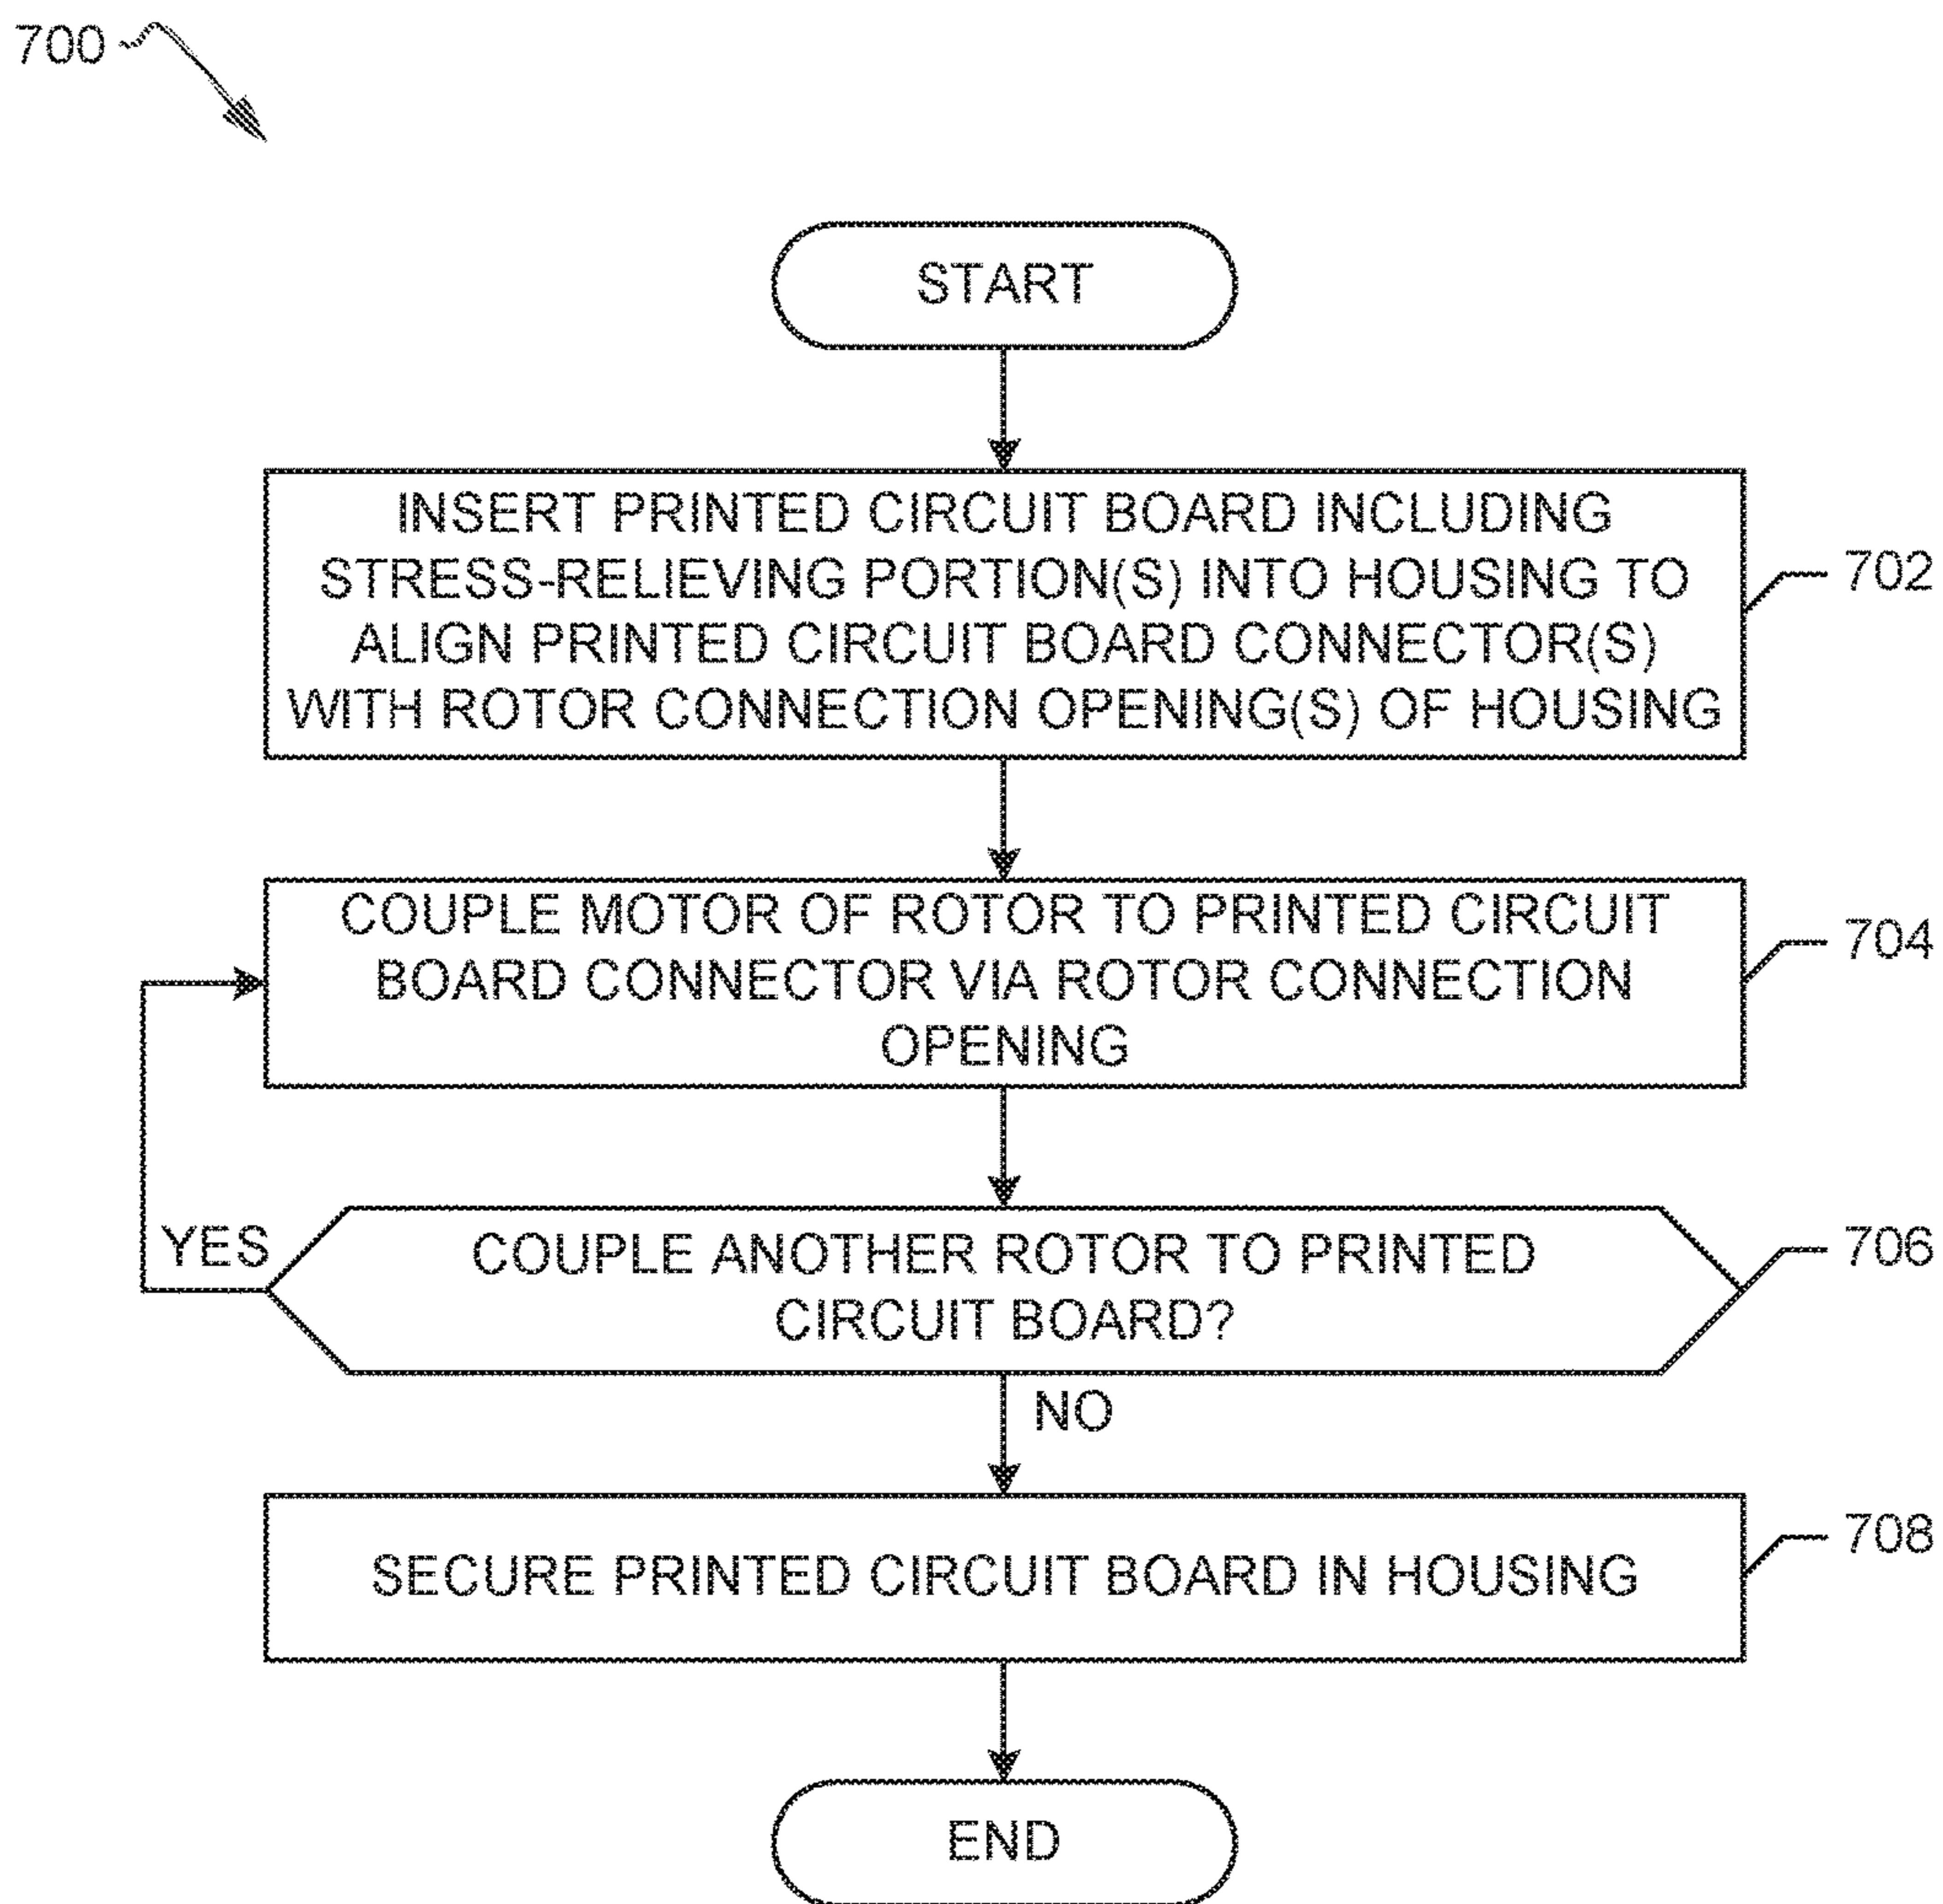 700
START
INSERT PRINTED CIRCUIT BOARD INCLUDING
STRESS-RELIEVING PORTION(S) INTO HOUSING TO
ALIGN PRINTED CIRCUIT BOARD CONNECTOR(S)
WITH ROTOR CONNECTION OPENING(S) OF HOUSING
702
COUPLE MOTOR OF ROTOR TO PRINTED CIRCUIT
BOARD CONNECTOR VIA ROTOR CONNECTION
OPENING
704
YES
COUPLE ANOTHER ROTOR TO PRINTED
CIRCUIT BOARD?
706
NO
SECURE PRINTED CIRCUIT BOARD IN HOUSING
708
END